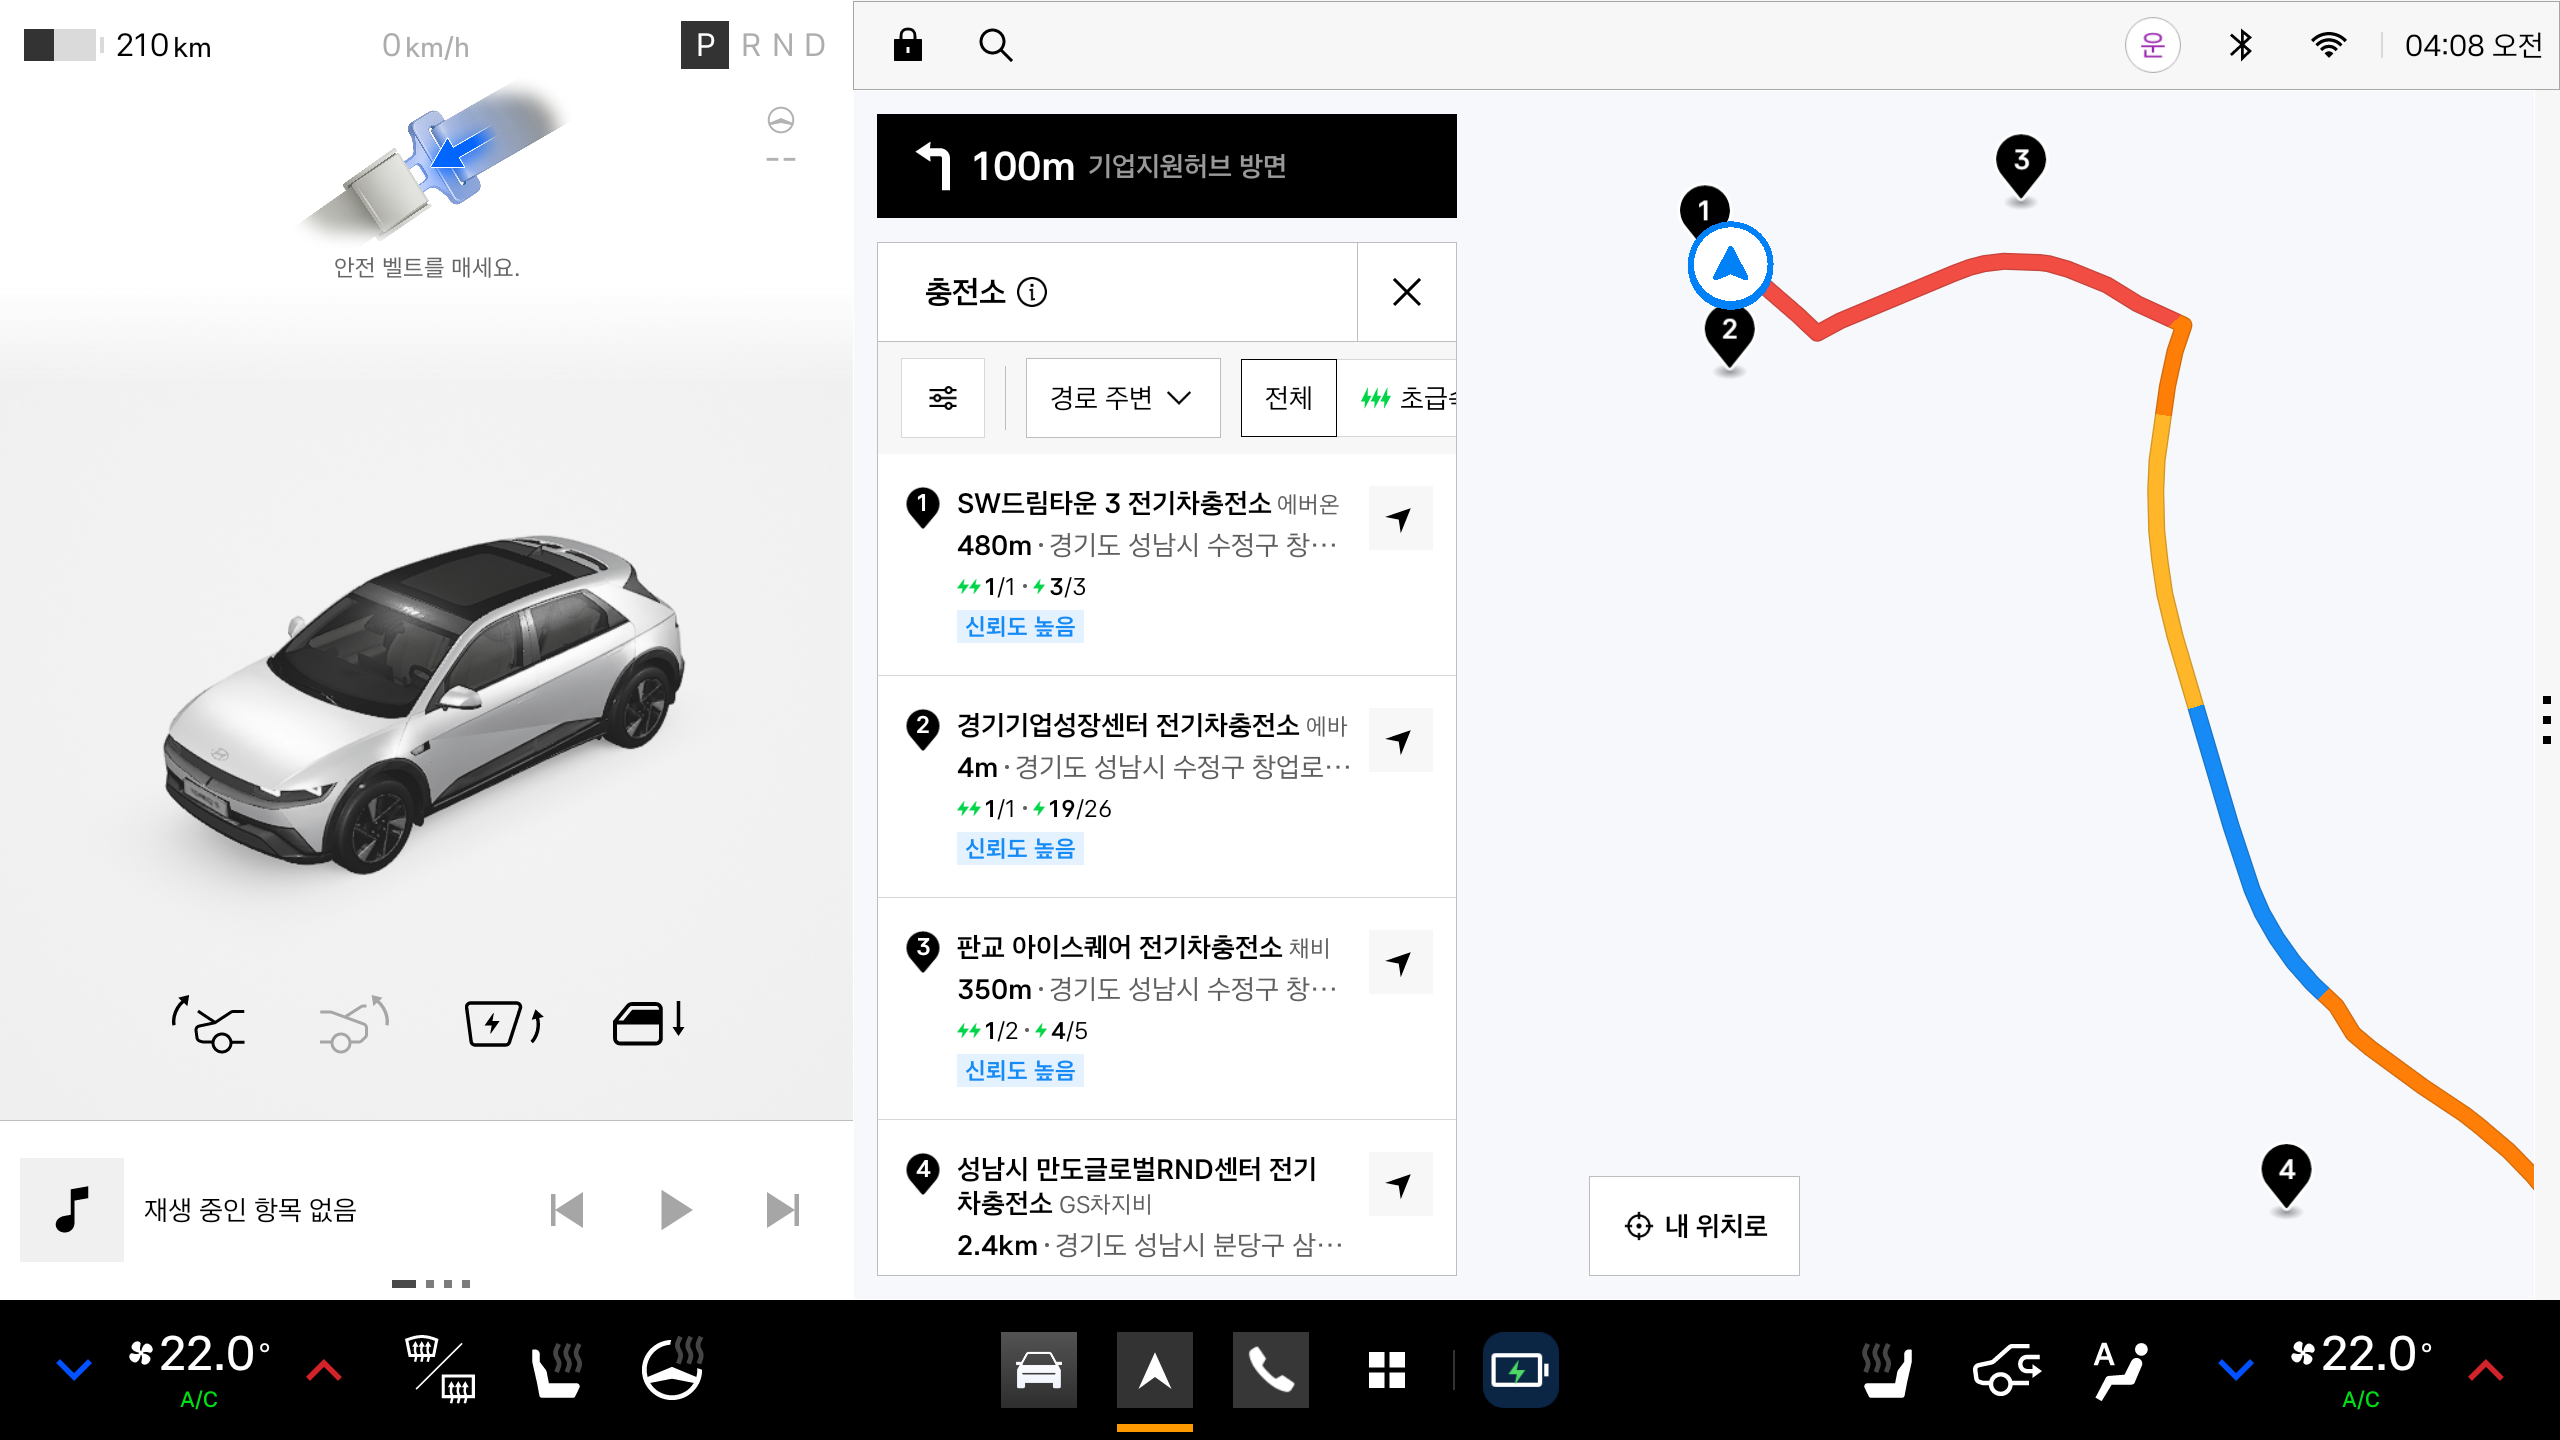 210 km
0 km/h
P R N D
안전 벨트를 매세요.
--
재생 중인 항목 없음
운
04:08 오전
100m 기업지원허브 방면
충전소
경로 주변
전체
초급
SW드림타운 3 전기차충전소 에버온
480m · 경기도 성남시 수정구 창…
1/1 · 3/3
신뢰도 높음
경기기업성장센터 전기차충전소 에바
4m · 경기도 성남시 수정구 창업로…
1/1 · 19/26
신뢰도 높음
판교 아이스퀘어 전기차충전소 채비
350m · 경기도 성남시 수정구 창…
1/2 · 4/5
신뢰도 높음
성남시 만도글로벌RND센터 전기
차충전소 GS차지비
2.4km · 경기도 성남시 분당구 삼…
1
2
3
4
1
2
3
4
내 위치로
22.0°
A/C
A
22.0°
A/C